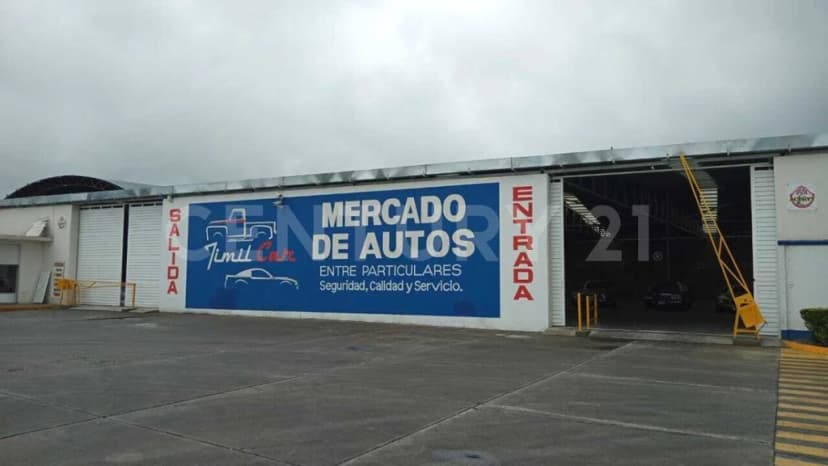 SALIDA
Timil Car
MERCADO
DE AUTOS
ENTRE PARTICULARES
Seguridad, Calidad y Servicio.
ENTRADA
CENTURY 21